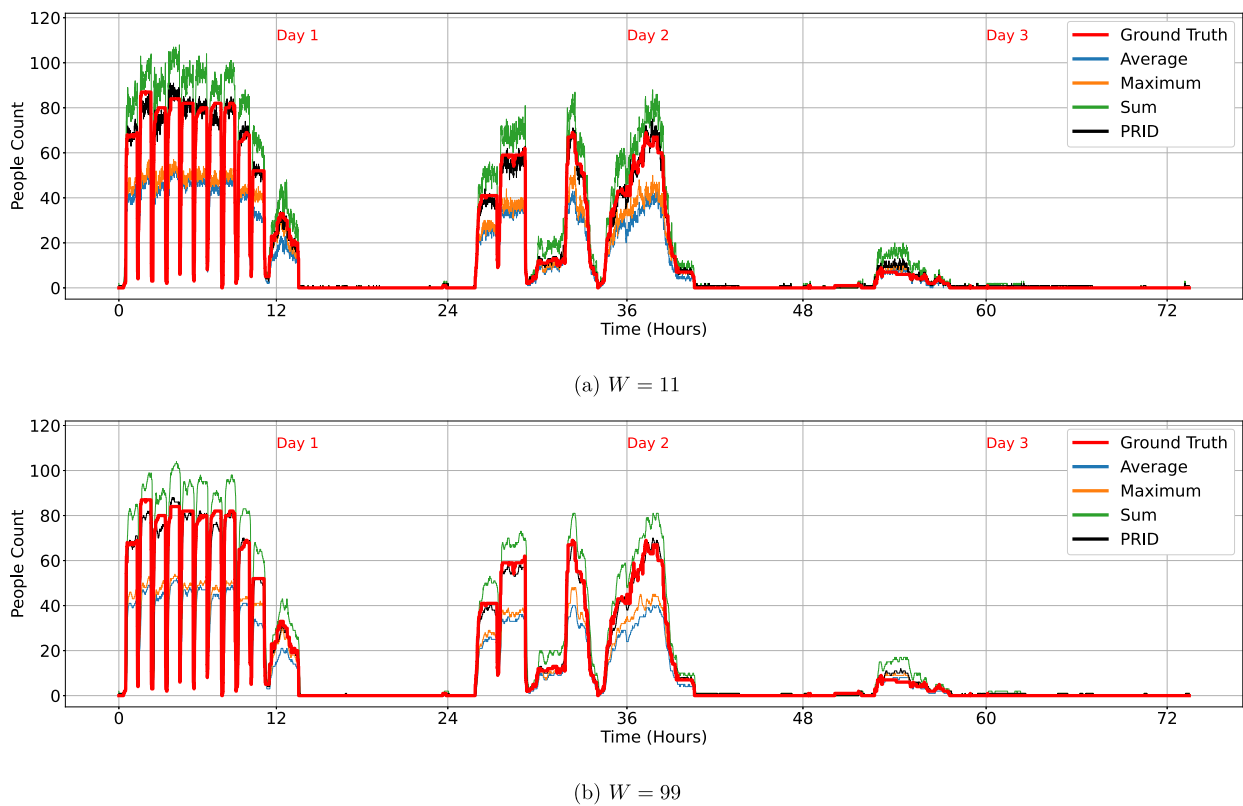 120
100
80
60
40
20
0
People Count
Day 1
Day 2
Day 3
Ground Truth
Average
Maximum
Sum
PRID
0 12 24 36 48 60 72
Time (Hours)
(a) W = 11
120
100
80
60
40
20
0
People Count
Day 1
Day 2
Day 3
Ground Truth
Average
Maximum
Sum
PRID
0 12 24 36 48 60 72
Time (Hours)
(b) W = 99